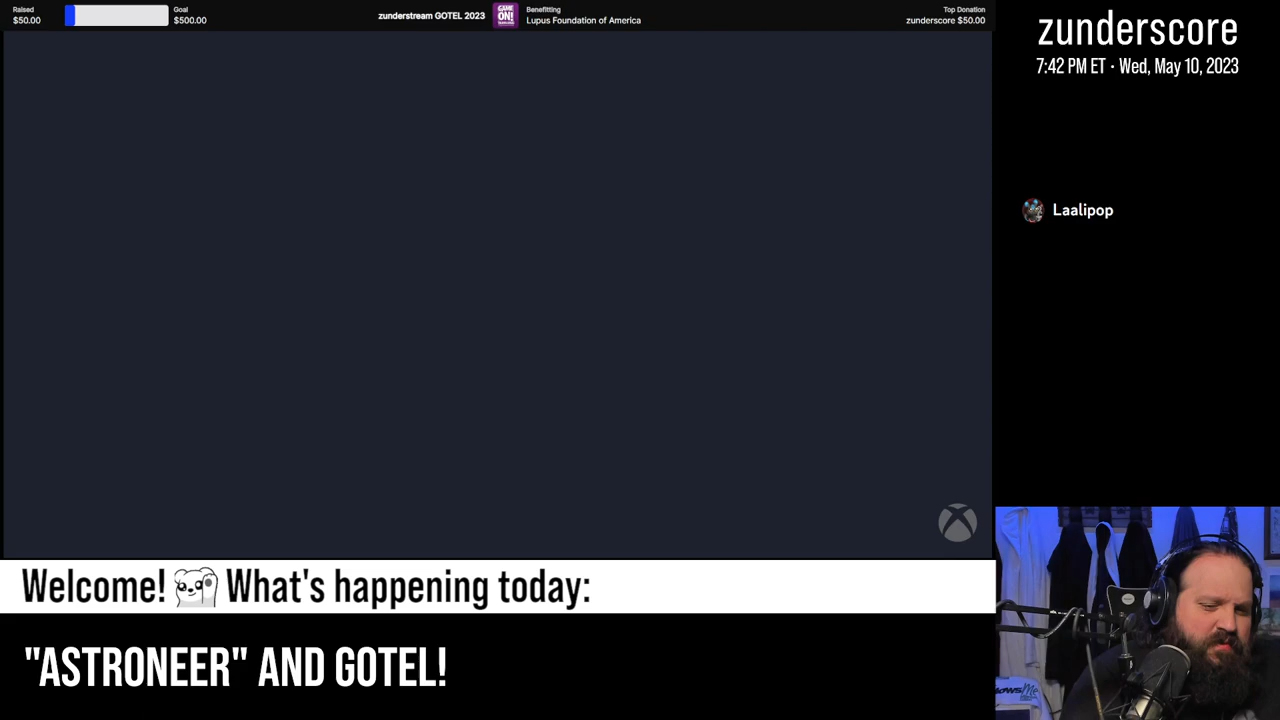 Raised
$50.00
Goal
$500.00
zunderstream GOTEL 2023
GAME
ON!
Benefitting
Lupus Foundation of America
Top Donation
zunderscore $50.00
zunderscore
7:42 PM ET · Wed, May 10, 2023
Laalipop
Welcome! What's happening today:
"ASTRONEER" AND GOTEL!